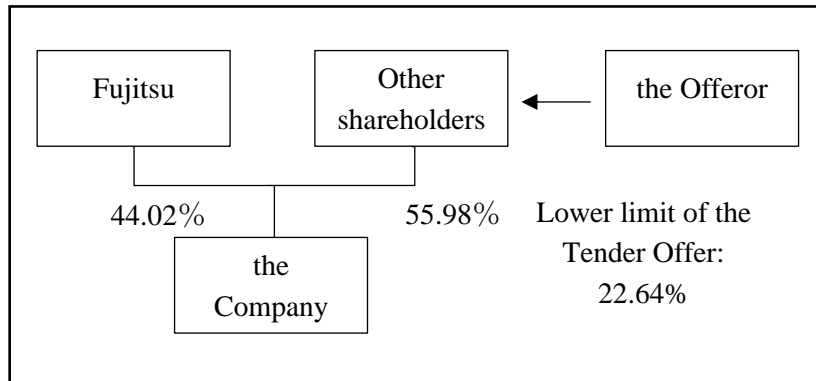 Fujitsu
Other
shareholders
the Offeror
44.02%
55.98%
Lower limit of the
Tender Offer:
22.64%
the
Company